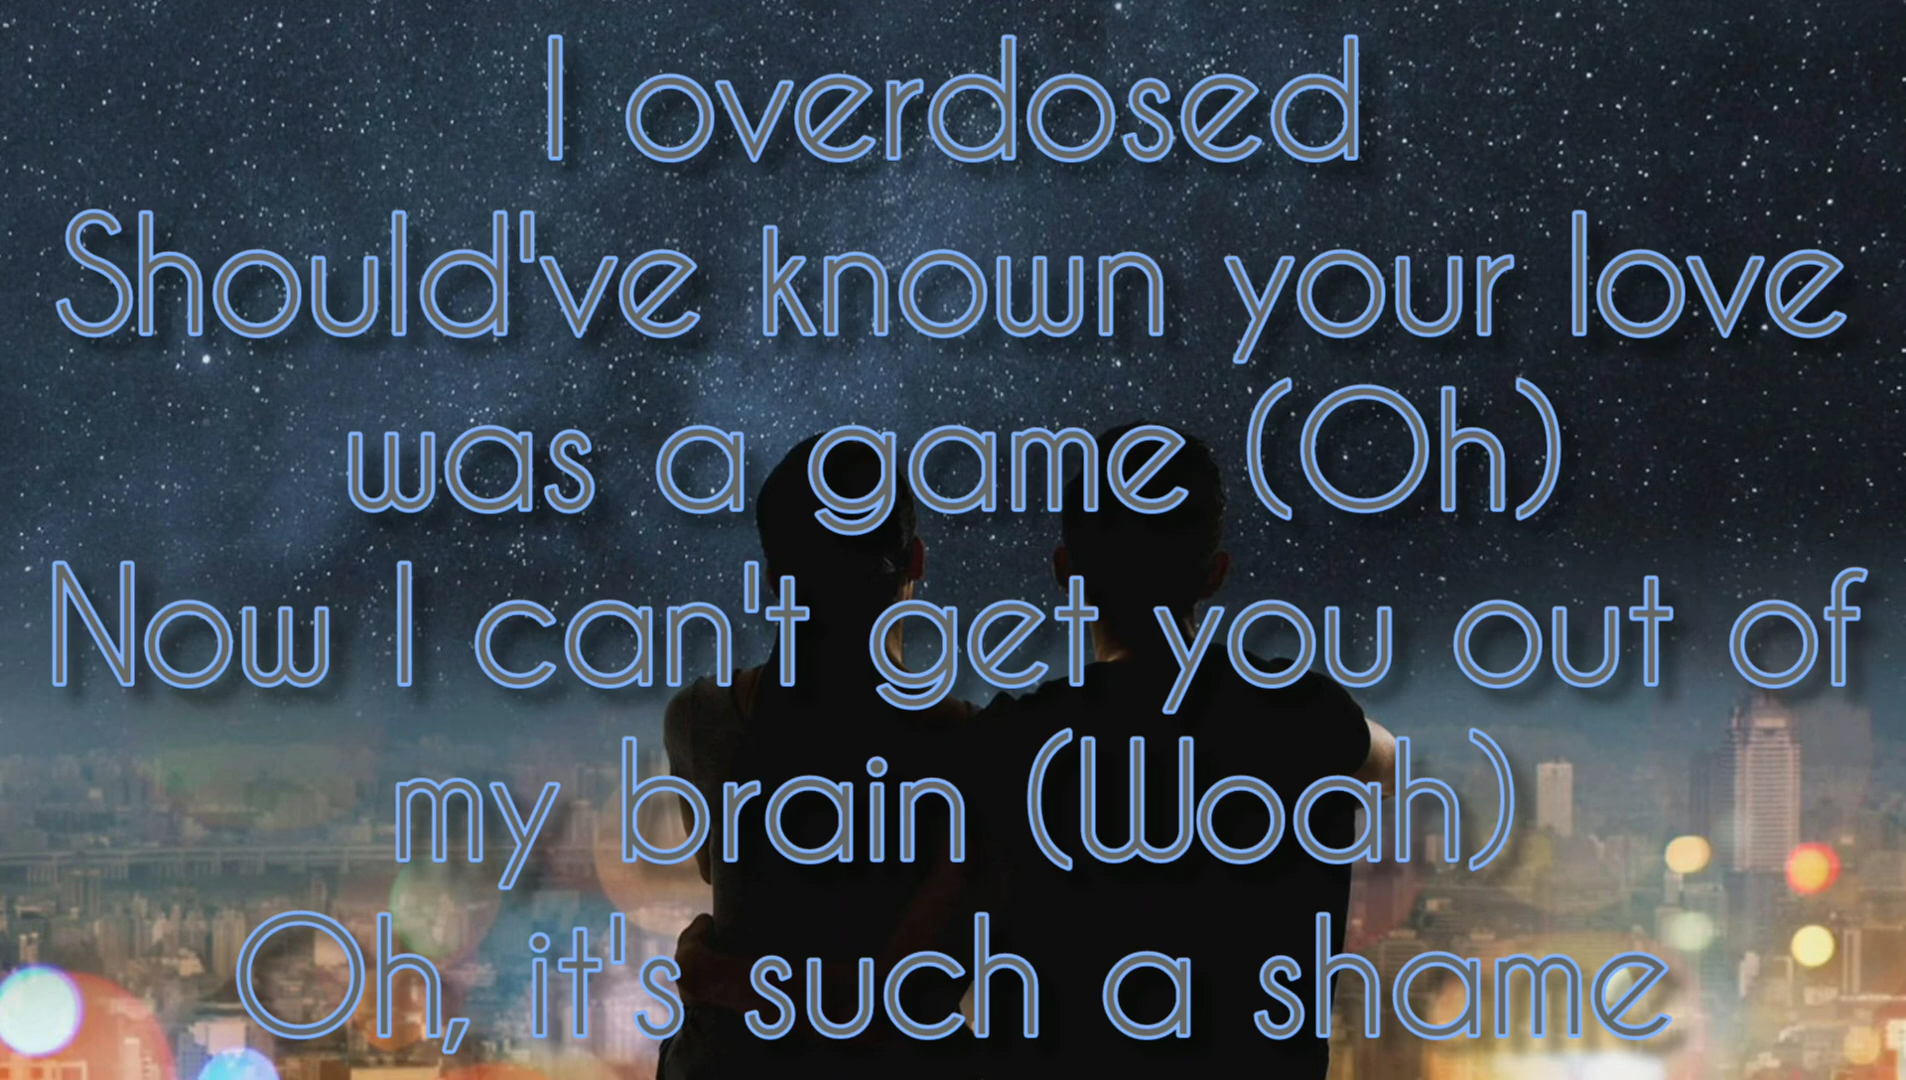 I overdosed
Should've known your love
was a game (Oh)
Now I can't get you out of
my brain (Woah)
Oh, it's such a shame